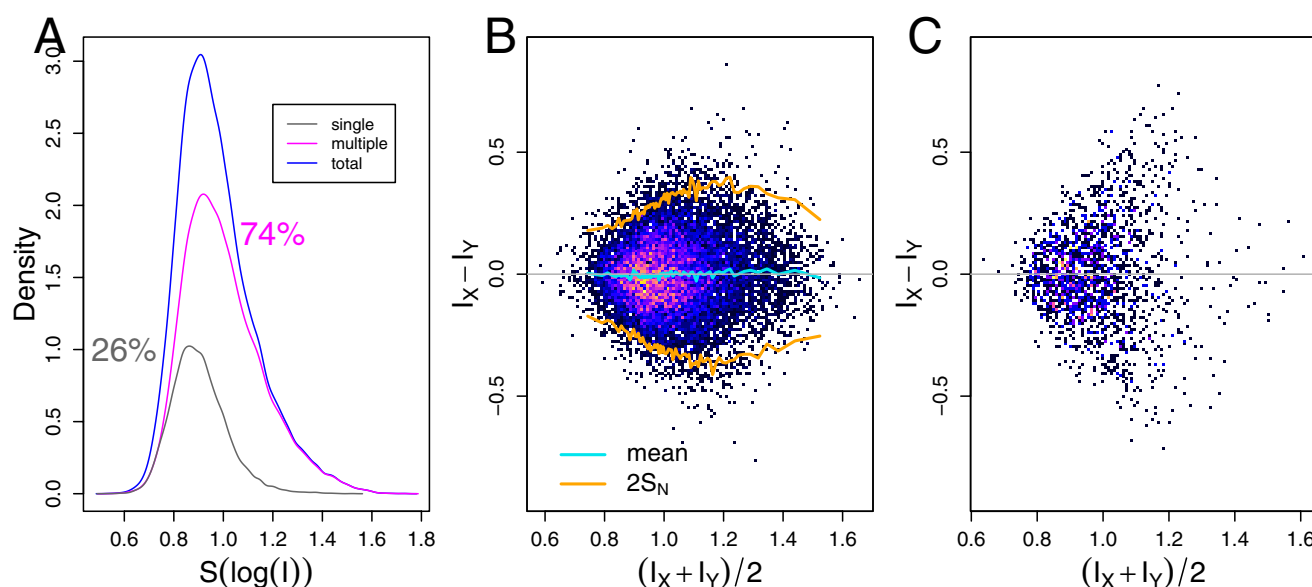 A
3.0
2.5
2.0
1.5
1.0
0.5
0.0
Density
single
multiple
total
74%
26%
0.6 0.8 1.0 1.2 1.4 1.6 1.8
S(log(I))
B
0.5
0.0
−0.5
I_X − I_Y
mean
2S_N
0.6 0.8 1.0 1.2 1.4 1.6
(I_X + I_Y)/2
C
0.5
0.0
−0.5
I_X − I_Y
0.6 0.8 1.0 1.2 1.4 1.6
(I_X + I_Y)/2